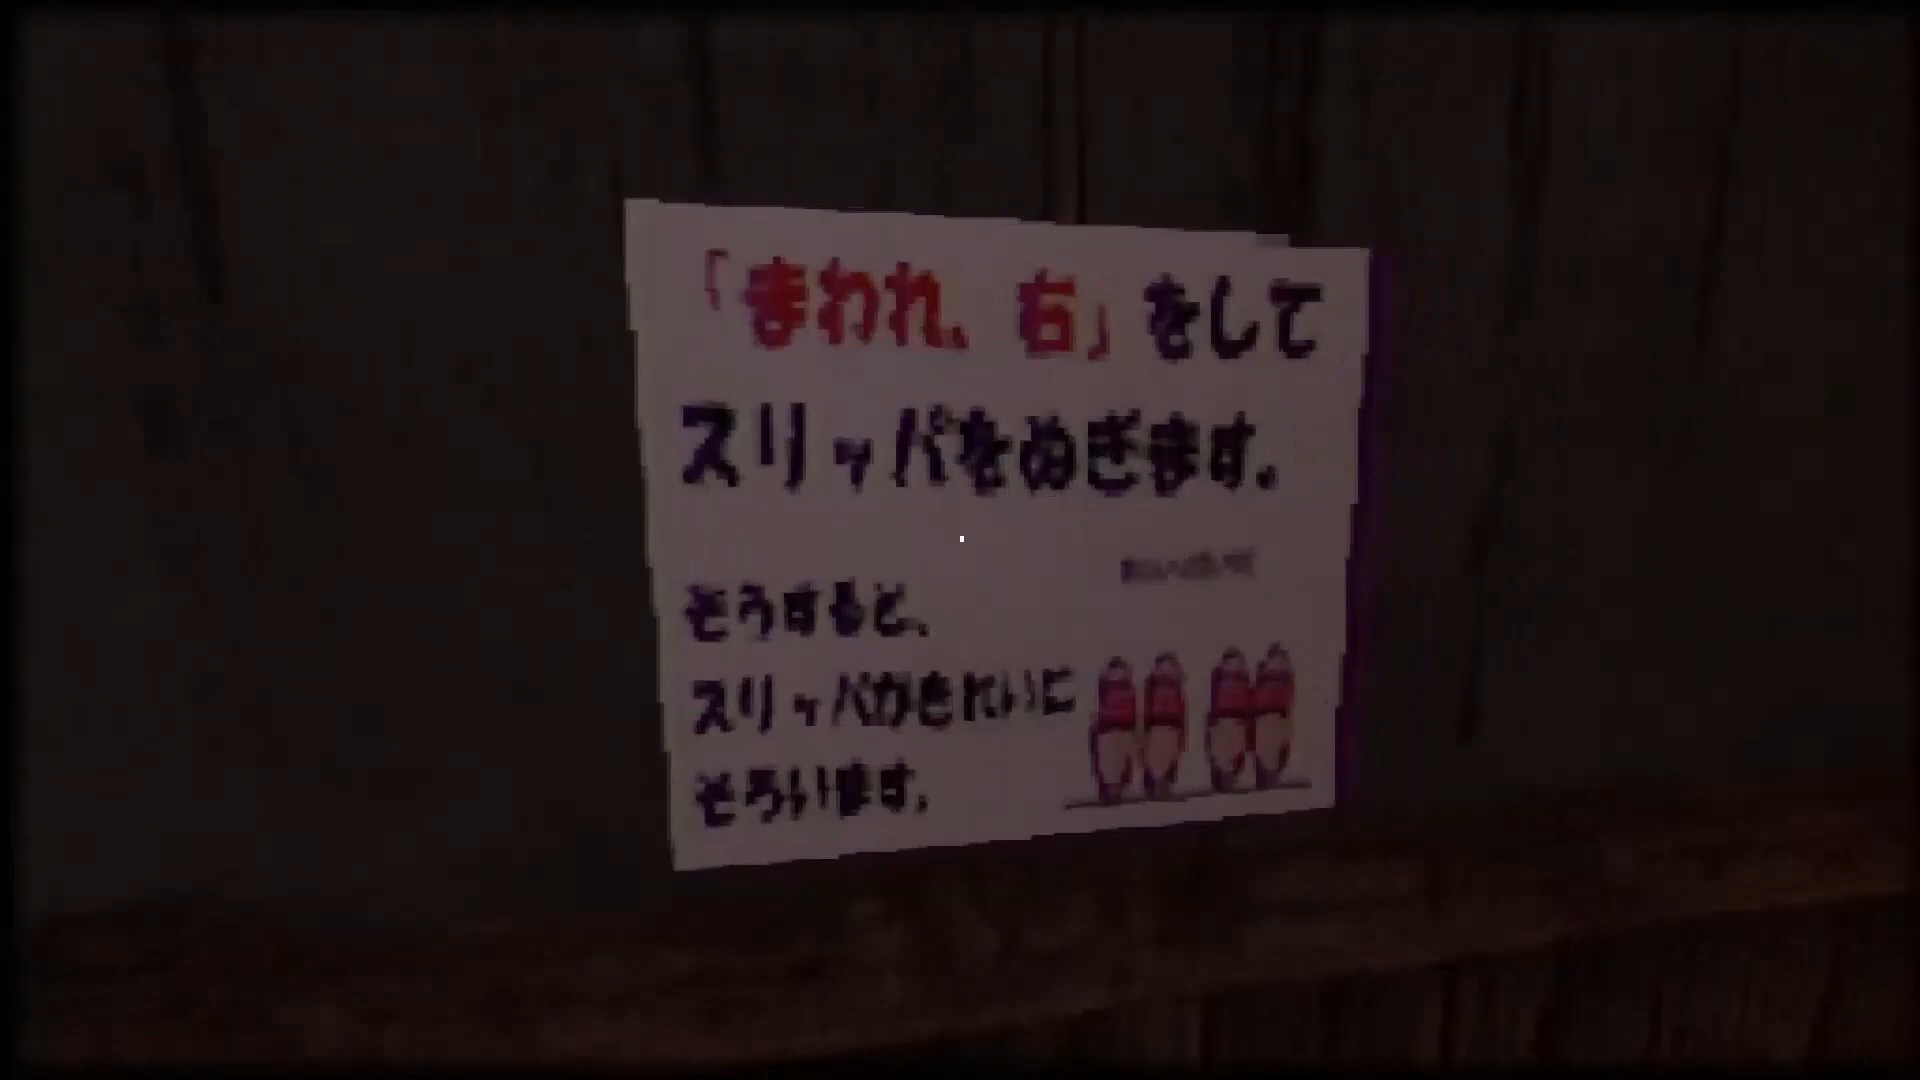 「まわれ、右」をして
スリッパをぬぎます。
そうすると、
スリッパがきれいに
そろいます。